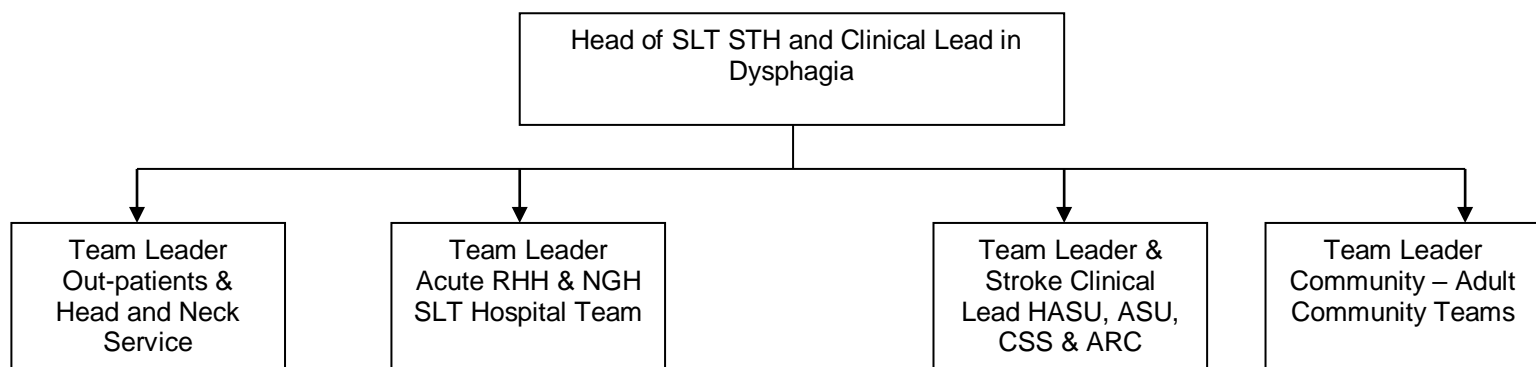 Head of SLT STH and Clinical Lead in
Dysphagia
Team Leader
Out-patients &
Head and Neck
Service
Team Leader
Acute RHH & NGH
SLT Hospital Team
Team Leader &
Stroke Clinical
Lead HASU, ASU,
CSS & ARC
Team Leader
Community – Adult
Community Teams